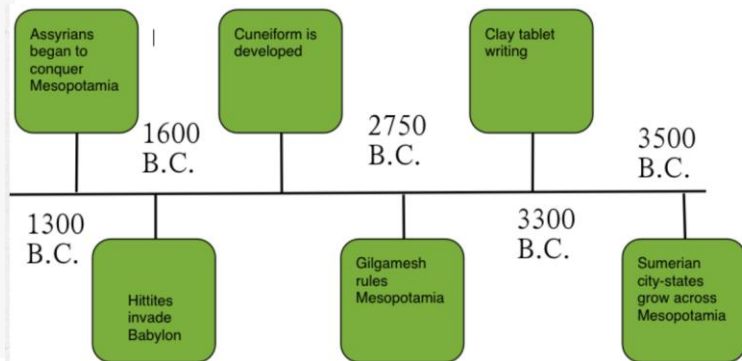 Assyrians
began to
conquer
Mesopotamia
Cuneiform is
developed
Clay tablet
writing
1600
B.C.
2750
B.C.
3500
B.C.
1300
B.C.
3300
B.C.
Hittites
invade
Babylon
Gilgamesh
rules
Mesopotamia
Sumerian
city-states
grow across
Mesopotamia